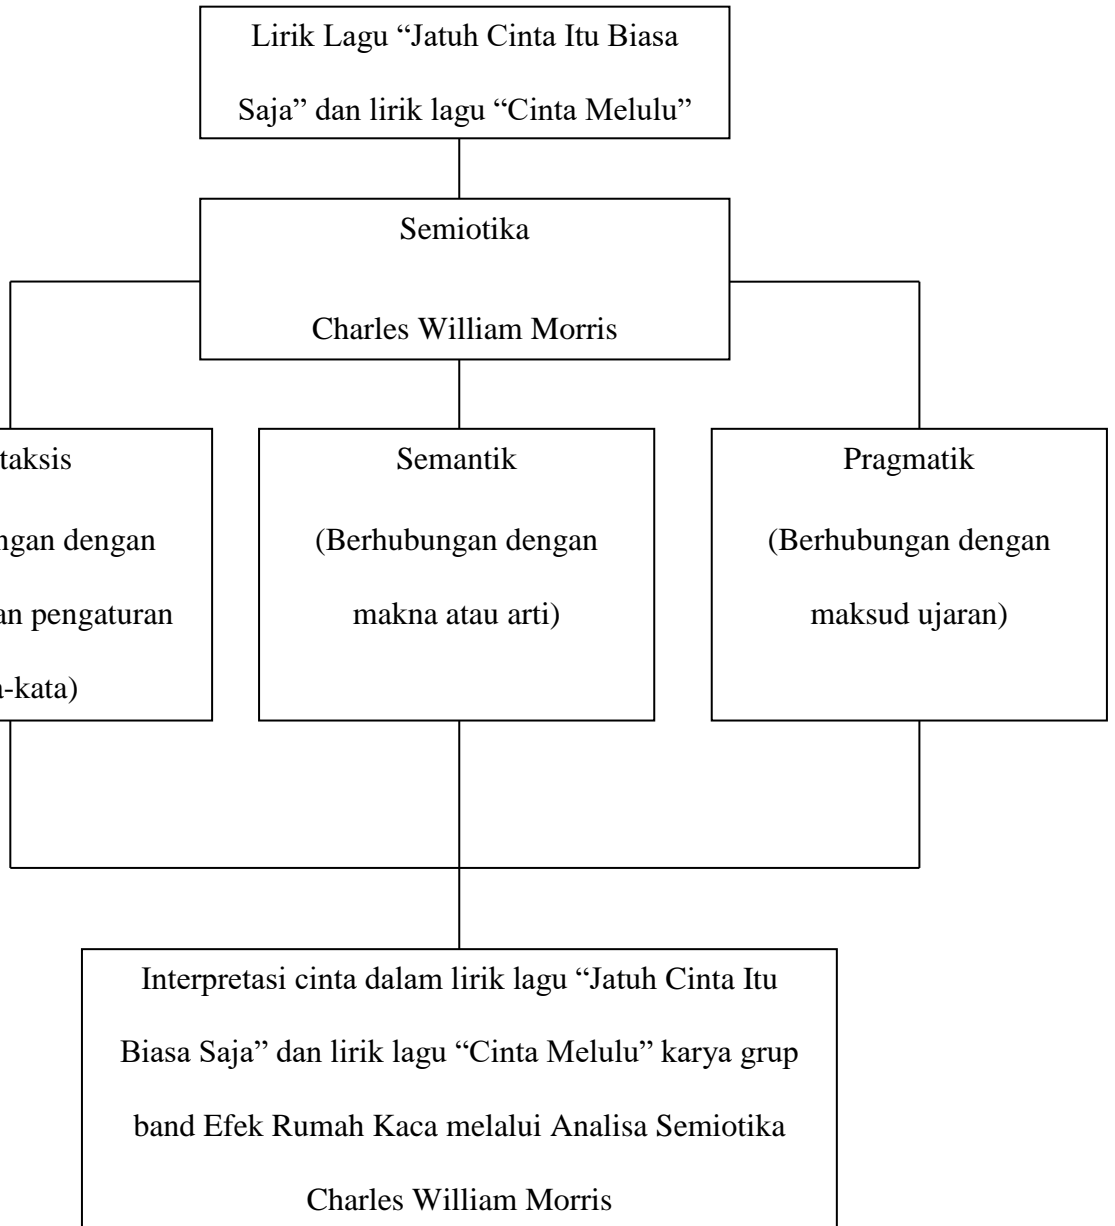 Lirik Lagu “Jatuh Cinta Itu Biasa
Saja” dan lirik lagu “Cinta Melulu”
Semiotika
Charles William Morris
taksis
ngan dengan
an pengaturan
a-kata)
Semantik
(Berhubungan dengan
makna atau arti)
Pragmatik
(Berhubungan dengan
maksud ujaran)
Interpretasi cinta dalam lirik lagu “Jatuh Cinta Itu
Biasa Saja” dan lirik lagu “Cinta Melulu” karya grup
band Efek Rumah Kaca melalui Analisa Semiotika
Charles William Morris